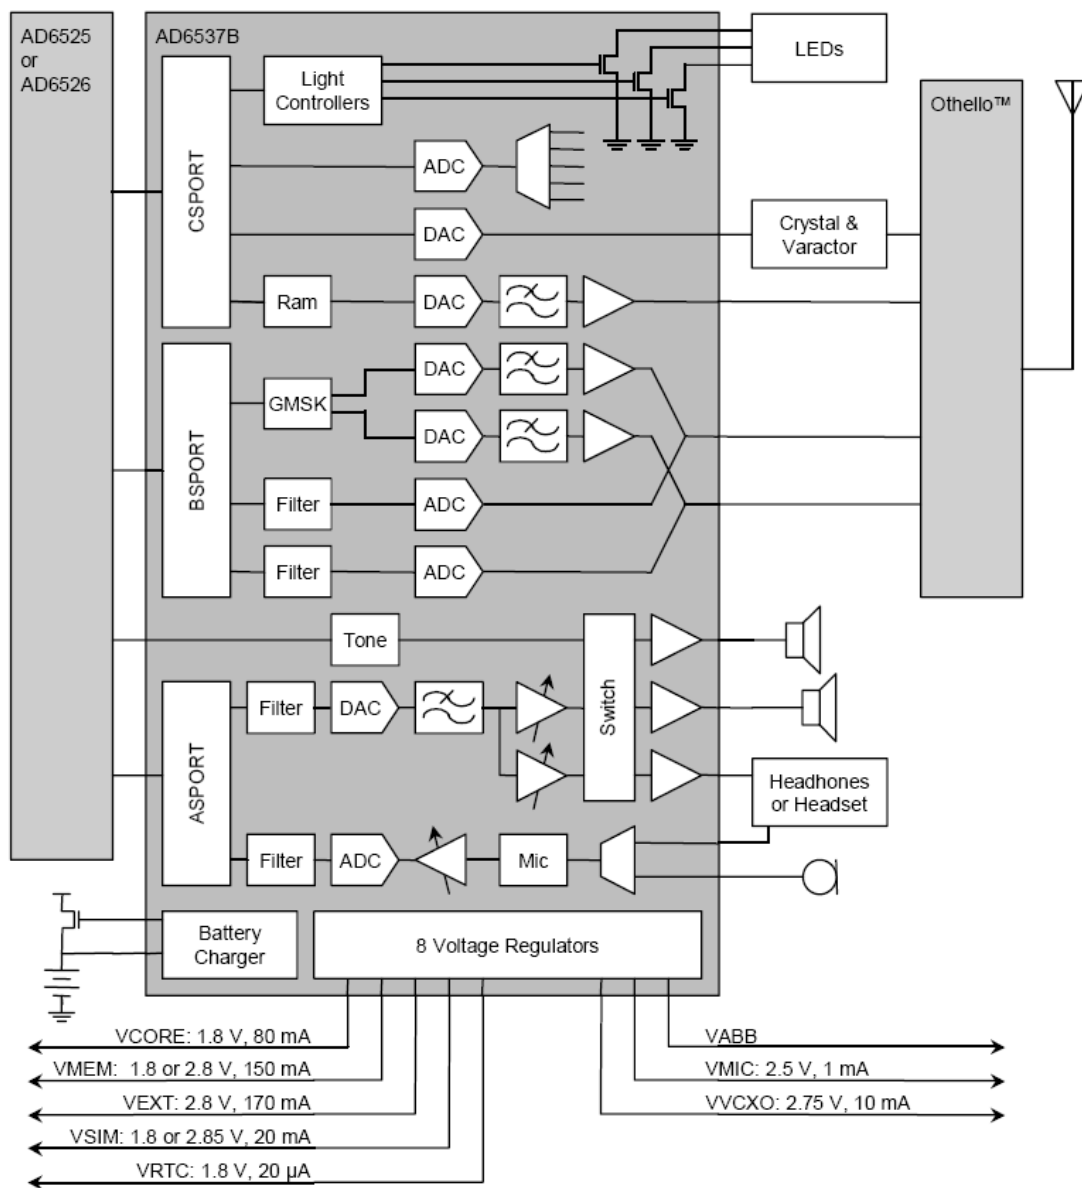 AD6525
or
AD6526
AD6537B
Light
Controllers
LEDs
Othello™
CSPORT
ADC
DAC
Crystal &
Varactor
Ram
DAC
BSPORT
GMSK
DAC
DAC
Filter
ADC
Filter
ADC
Tone
Switch
ASPORT
Filter
DAC
Headphones
or Headset
Filter
ADC
Mic
Battery
Charger
8 Voltage Regulators
VCORE: 1.8 V, 80 mA
VMEM: 1.8 or 2.8 V, 150 mA
VEXT: 2.8 V, 170 mA
VSIM: 1.8 or 2.85 V, 20 mA
VRTC: 1.8 V, 20 µA
VABB
VMIC: 2.5 V, 1 mA
VVCXO: 2.75 V, 10 mA